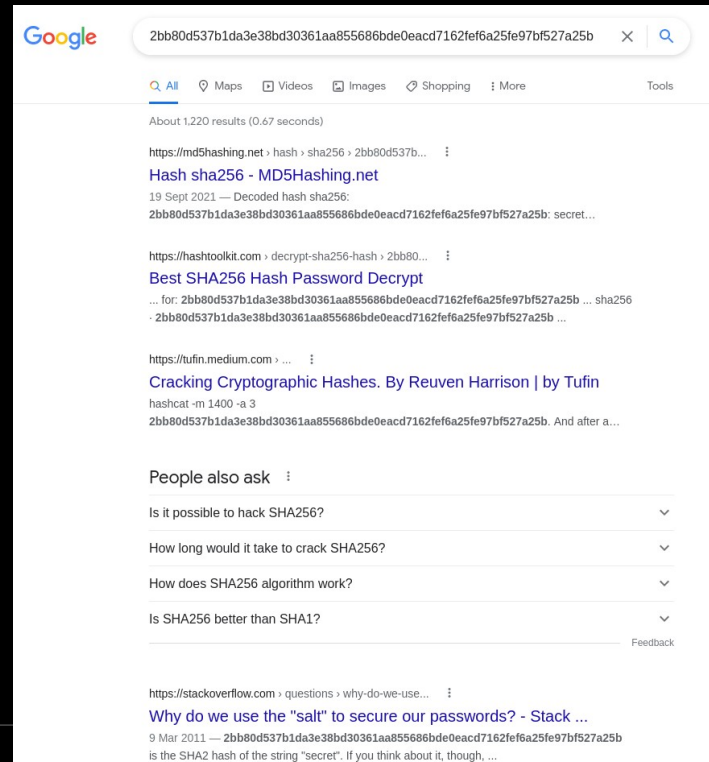 Google
2bb80d537b1da3e38bd30361aa855686bde0eacd7162fef6a25fe97bf527a25b
All Maps Videos Images Shopping More Tools
About 1,220 results (0.67 seconds)
https://md5hashing.net › hash › sha256 › 2bb80d537b...
Hash sha256 - MD5Hashing.net
19 Sept 2021 — Decoded hash sha256:
2bb80d537b1da3e38bd30361aa855686bde0eacd7162fef6a25fe97bf527a25b: secret…
https://hashtoolkit.com › decrypt-sha256-hash › 2bb80...
Best SHA256 Hash Password Decrypt
... for: 2bb80d537b1da3e38bd30361aa855686bde0eacd7162fef6a25fe97bf527a25b ... sha256
· 2bb80d537b1da3e38bd30361aa855686bde0eacd7162fef6a25fe97bf527a25b ...
https://tufin.medium.com › ...
Cracking Cryptographic Hashes. By Reuven Harrison | by Tufin
hashcat -m 1400 -a 3
2bb80d537b1da3e38bd30361aa855686bde0eacd7162fef6a25fe97bf527a25b. And after a…
People also ask
Is it possible to hack SHA256?
How long would it take to crack SHA256?
How does SHA256 algorithm work?
Is SHA256 better than SHA1?
Feedback
https://stackoverflow.com › questions › why-do-we-use...
Why do we use the "salt" to secure our passwords? - Stack ...
9 Mar 2011 — 2bb80d537b1da3e38bd30361aa855686bde0eacd7162fef6a25fe97bf527a25b
is the SHA2 hash of the string "secret". If you think about it, though, ...